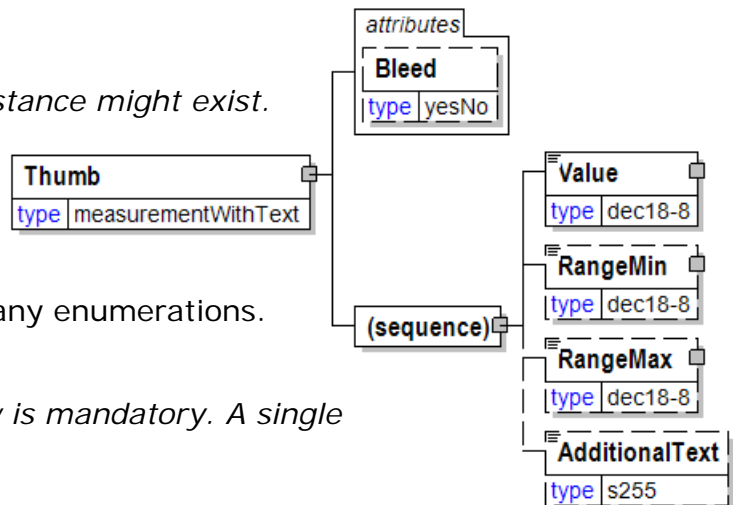 attributes
Bleed
type yesNo
stance might exist.
Thumb
type measurementWithText
Value
type dec18-8
RangeMin
type dec18-8
any enumerations.
(sequence)
RangeMax
type dec18-8
is mandatory. A single
AdditionalText
type s255